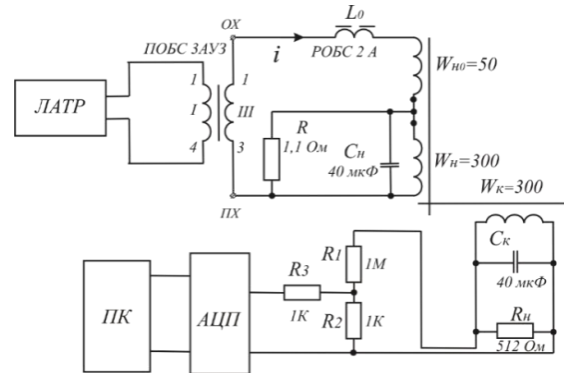 ОХ
L₀
ПОБС 3АУЗ
i
РОБС 2 А
Wн0=50
ЛАТР
1
I
4
1
III
3
R
1,1 Ом
Cн
40 мкФ
Wн=300
Wк=300
ПХ
ПК
АЦП
R3
1К
R1
1М
R2
1К
Cк
40 мкФ
Rн
512 Ом